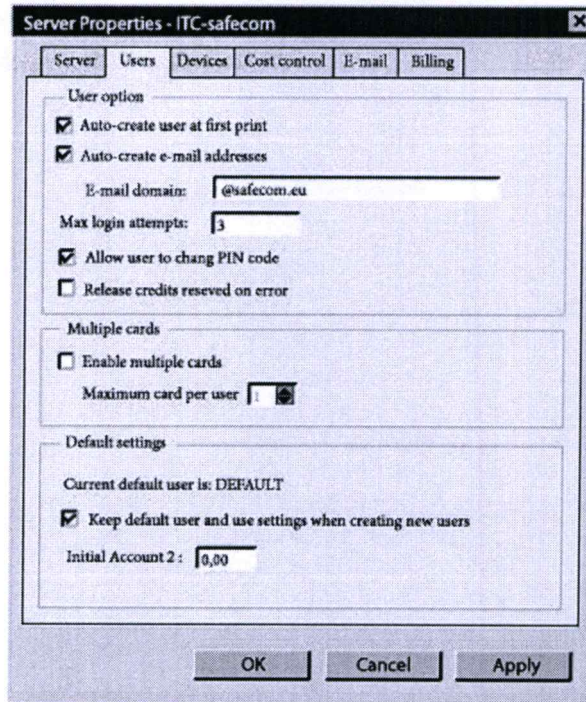 Server Properties - ITC-safecom
Server Users Devices Cost control E-mail Billing
User option
Auto-create user at first print
Auto-create e-mail addresses
E-mail domain: @safecom.eu
Max login attempts: 3
Allow user to chang PIN code
Release credits reseved on error
Multiple cards
Enable multiple cards
Maximum card per user 1
Default settings
Current default user is: DEFAULT
Keep default user and use settings when creating new users
Initial Account 2 : 0,00
OK Cancel Apply